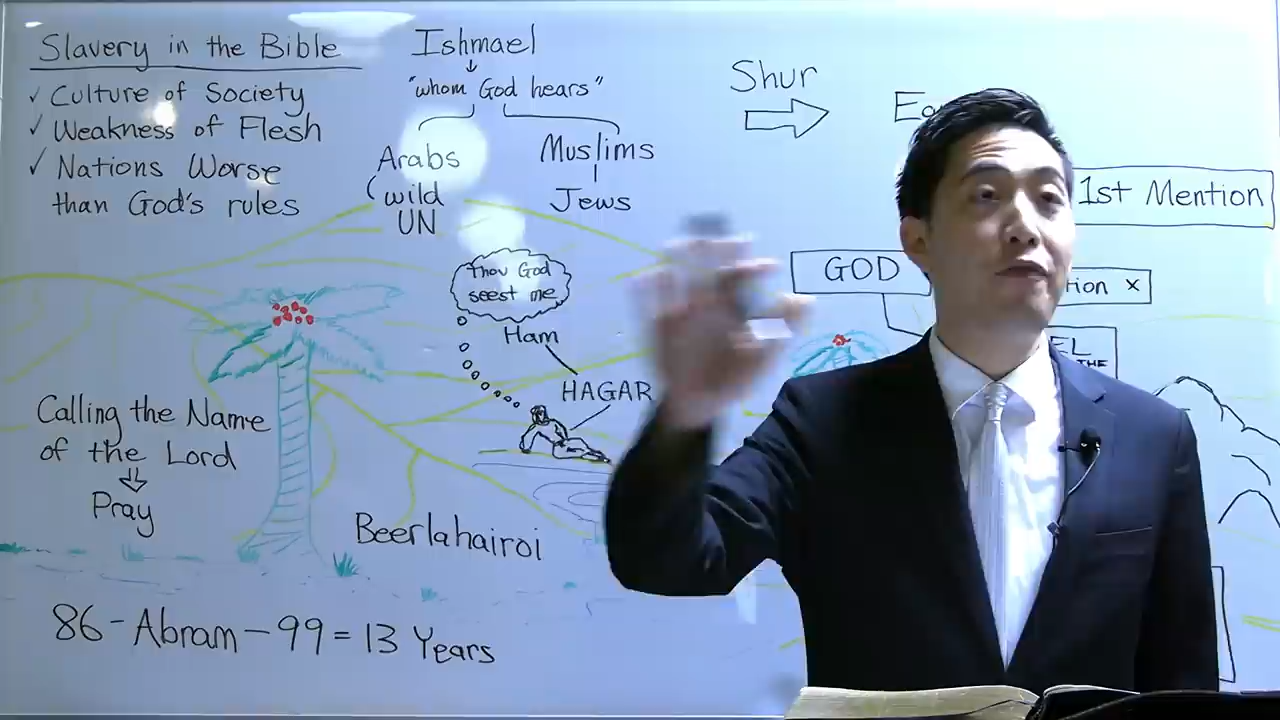 Slavery in the Bible
✓ Culture of Society
✓ Weakness of Flesh
✓ Nations Worse
than God's rules
Ishmael
"whom God hears"
Arabs
wild
UN
Muslims
Jews
Shur
1st Mention
GOD
Thou God
seest me
Ham
HAGAR
Calling the Name
of the Lord
Pray
Beerlahairoi
86 - Abram - 99 = 13 Years